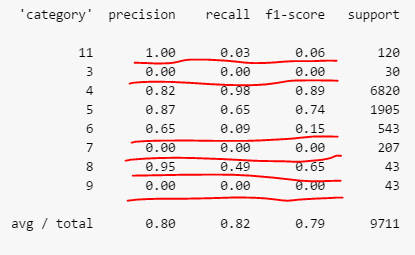 'category' precision recall f1-score support
11 1.00 0.03 0.06 120
3 0.00 0.00 0.00 30
4 0.82 0.98 0.89 6820
5 0.87 0.65 0.74 1905
6 0.65 0.09 0.15 543
7 0.00 0.00 0.00 207
8 0.95 0.49 0.65 43
9 0.00 0.00 0.00 43
avg / total 0.80 0.82 0.79 9711